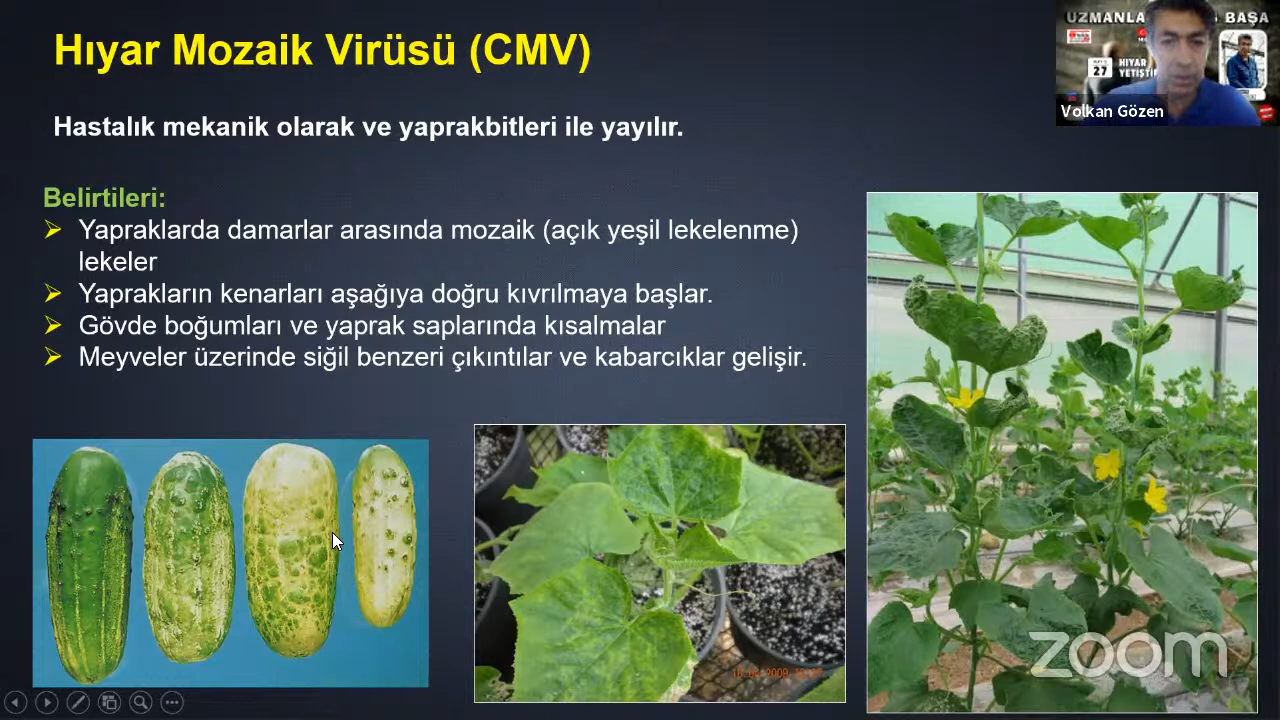 Hıyar Mozaik Virüsü (CMV)
Hastalık mekanik olarak ve yaprakbitleri ile yayılır.
Belirtileri:
Yapraklarda damarlar arasında mozaik (açık yeşil lekelenme)
lekeler
Yaprakların kenarları aşağıya doğru kıvrılmaya başlar.
Gövde boğumları ve yaprak saplarında kısalmalar
Meyveler üzerinde siğil benzeri çıkıntılar ve kabarcıklar gelişir.
UZMANLA
BAŞA
27
HIYAR
YETİŞTİ
Volkan Gözen
zoom